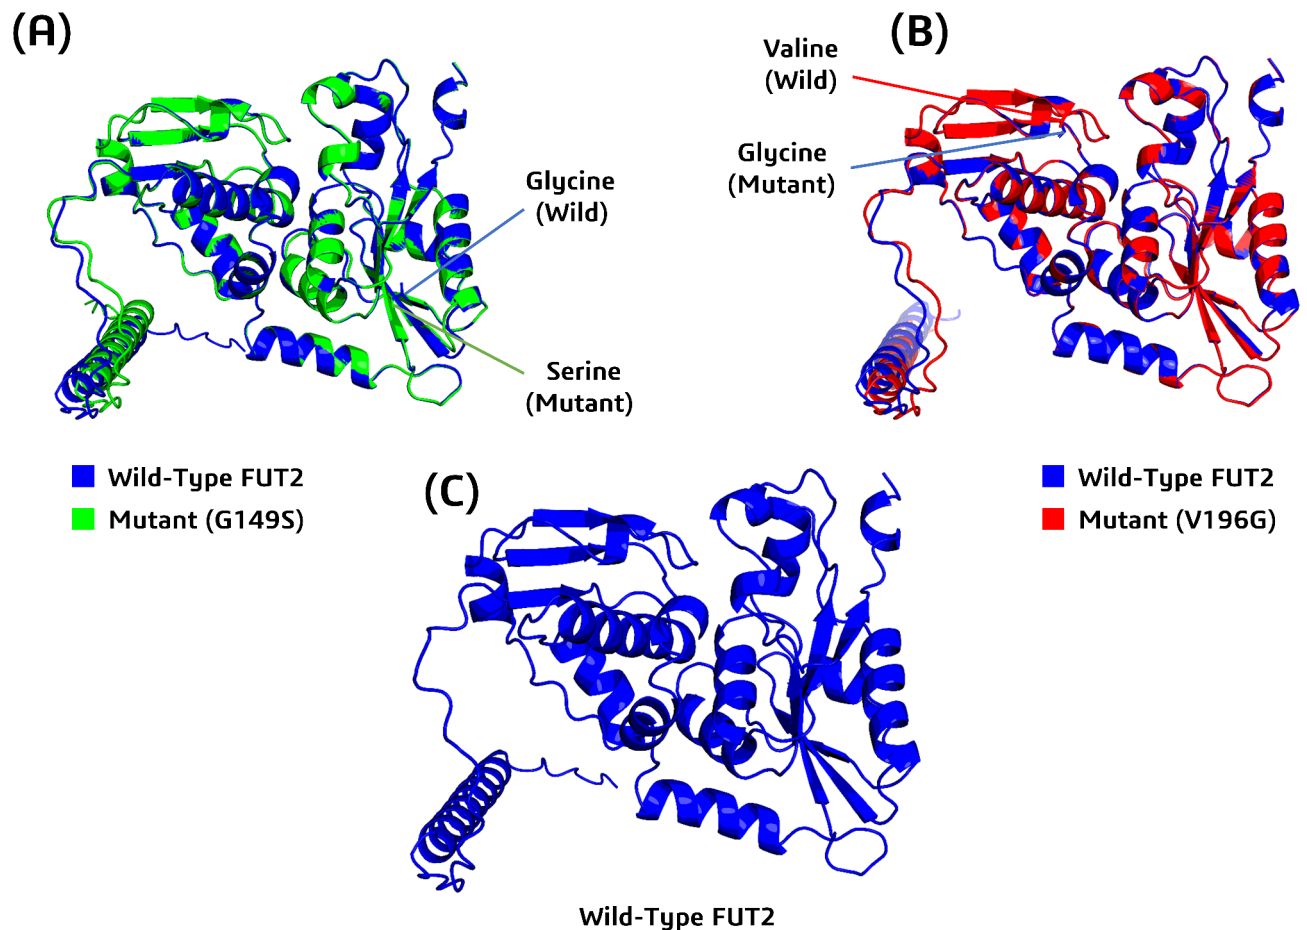 (A)
Glycine
(Wild)
Serine
(Mutant)
Wild-Type FUT2
Mutant (G149S)
(B)
Valine
(Wild)
Glycine
(Mutant)
Wild-Type FUT2
Mutant (V196G)
(C)
Wild-Type FUT2